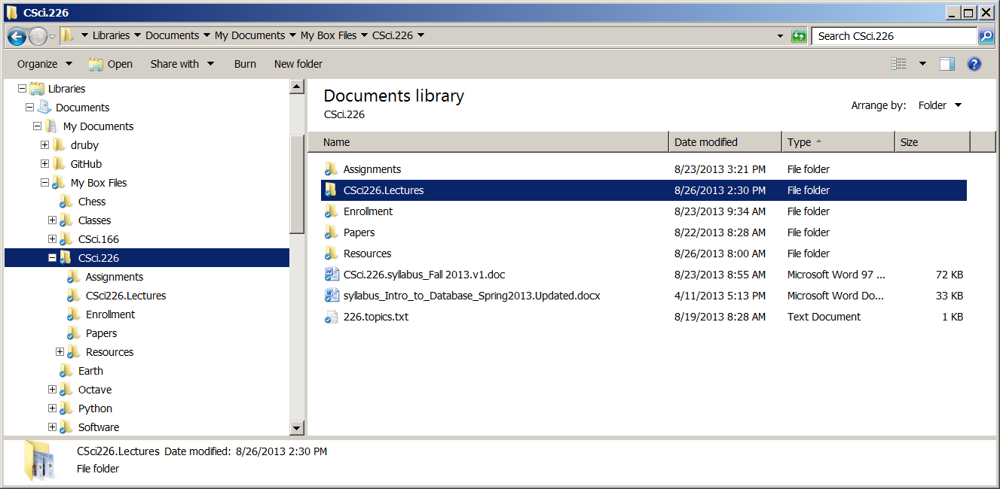 CSci.226
Libraries Documents My Documents My Box Files CSci.226 Search CSci.226
Organize Open Share with Burn New folder
Libraries
Documents
My Documents
druby
GitHub
My Box Files
Chess
Classes
CSci.166
CSci.226
Assignments
CSci226.Lectures
Enrollment
Papers
Resources
Earth
Octave
Python
Software
Documents library
CSci.226
Arrange by: Folder
Name Date modified Type Size
Assignments 8/23/2013 3:21 PM File folder
CSci226.Lectures 8/26/2013 2:30 PM File folder
Enrollment 8/23/2013 9:34 AM File folder
Papers 8/22/2013 8:28 AM File folder
Resources 8/26/2013 8:00 AM File folder
CSci.226.syllabus_Fall 2013.v1.doc 8/23/2013 8:55 AM Microsoft Word 97 ... 72 KB
syllabus_Intro_to_Database_Spring2013.Updated.docx 4/11/2013 5:13 PM Microsoft Word Do... 33 KB
226.topics.txt 8/19/2013 8:28 AM Text Document 1 KB
CSci226.Lectures Date modified: 8/26/2013 2:30 PM
File folder